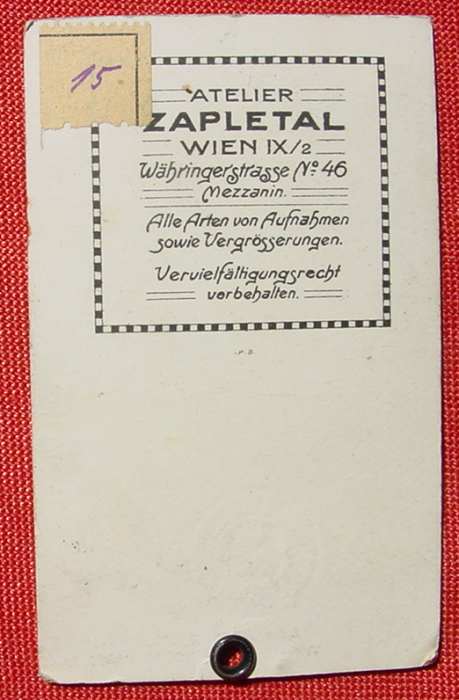 15
ATELIER
ZAPLETAL
WIEN IX/2
Währingerstrasse No 46
Mezzanin.
Alle Arten von Aufnahmen
sowie Vergrösserungen.
Vervielfältigungsrecht
vorbehalten.